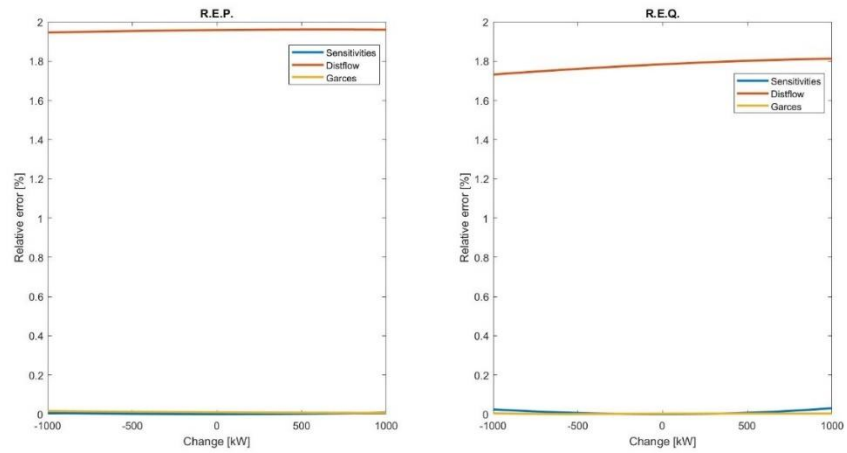 R.E.P.
2
1.8
1.6
1.4
1.2
1
0.8
0.6
0.4
0.2
0
Relative error [%]
Sensitivities
Distflow
Garces
-1000 -500 0 500 1000
Change [kW]
R.E.Q.
2
1.8
1.6
1.4
1.2
1
0.8
0.6
0.4
0.2
0
Relative error [%]
Sensitivities
Distflow
Garces
-1000 -500 0 500 1000
Change [kW]